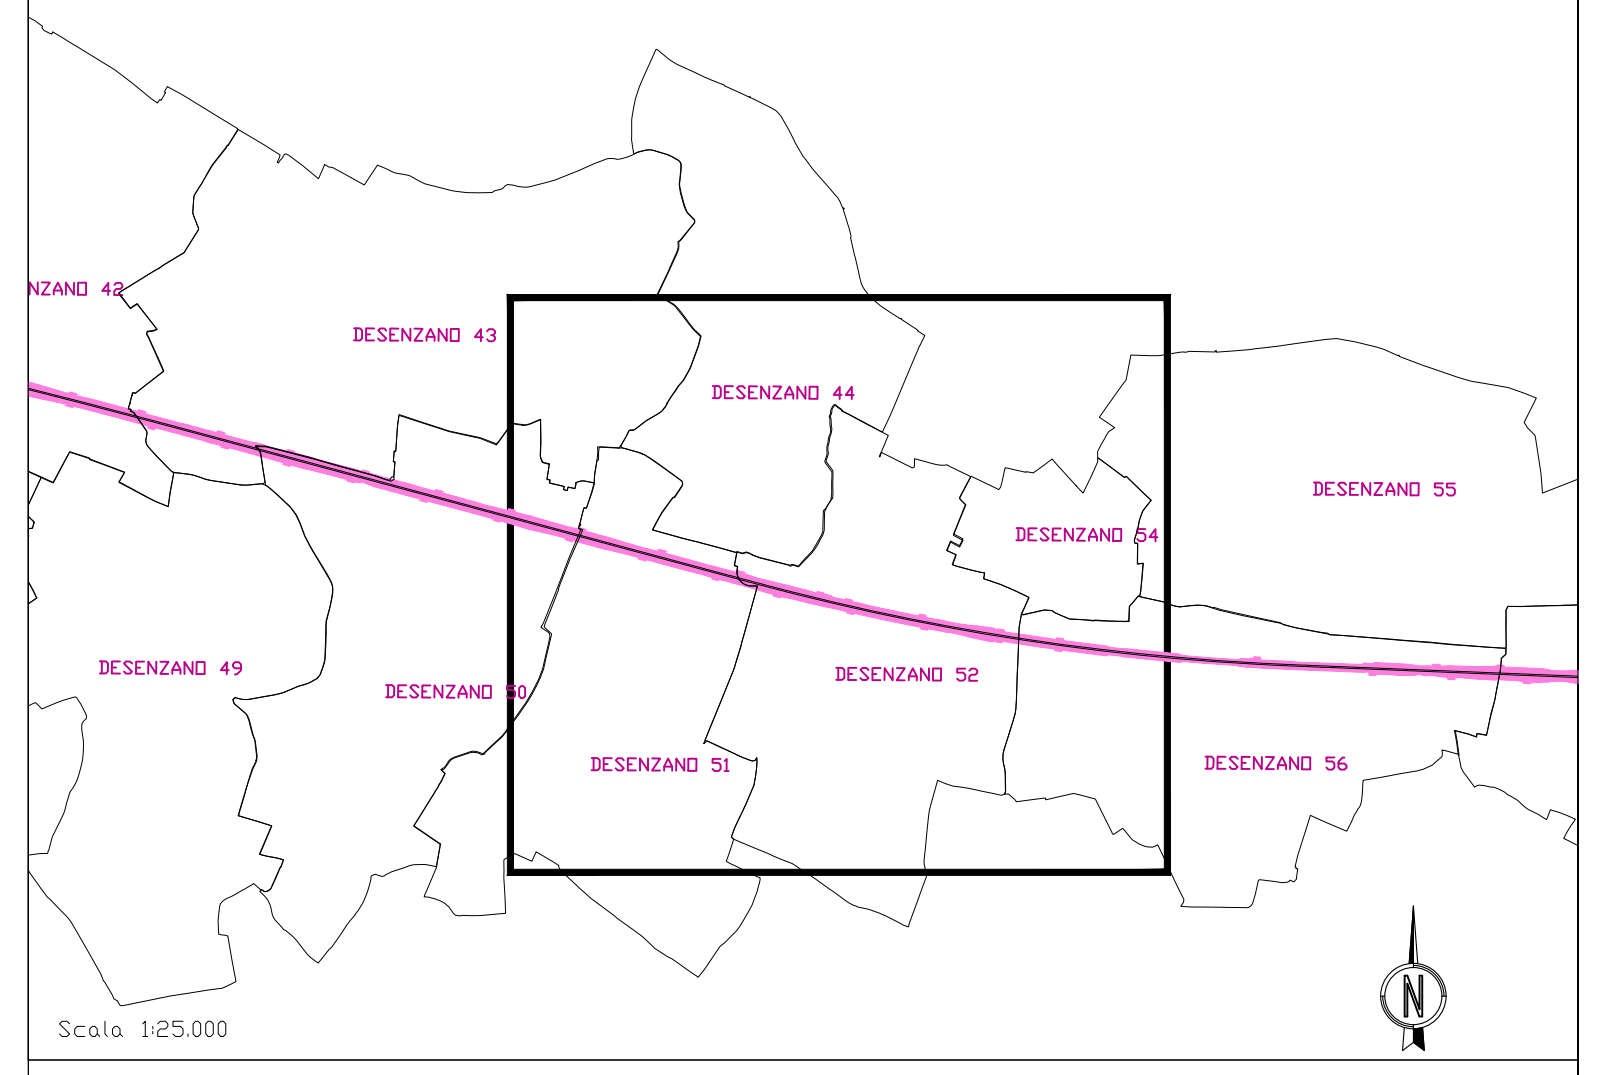 NZANO 42
DESENZANO 43
DESENZANO 44
DESENZANO 55
DESENZANO 54
DESENZANO 49
DESENZANO 50
DESENZANO 52
DESENZANO 51
DESENZANO 56
N
Scala 1:25.000